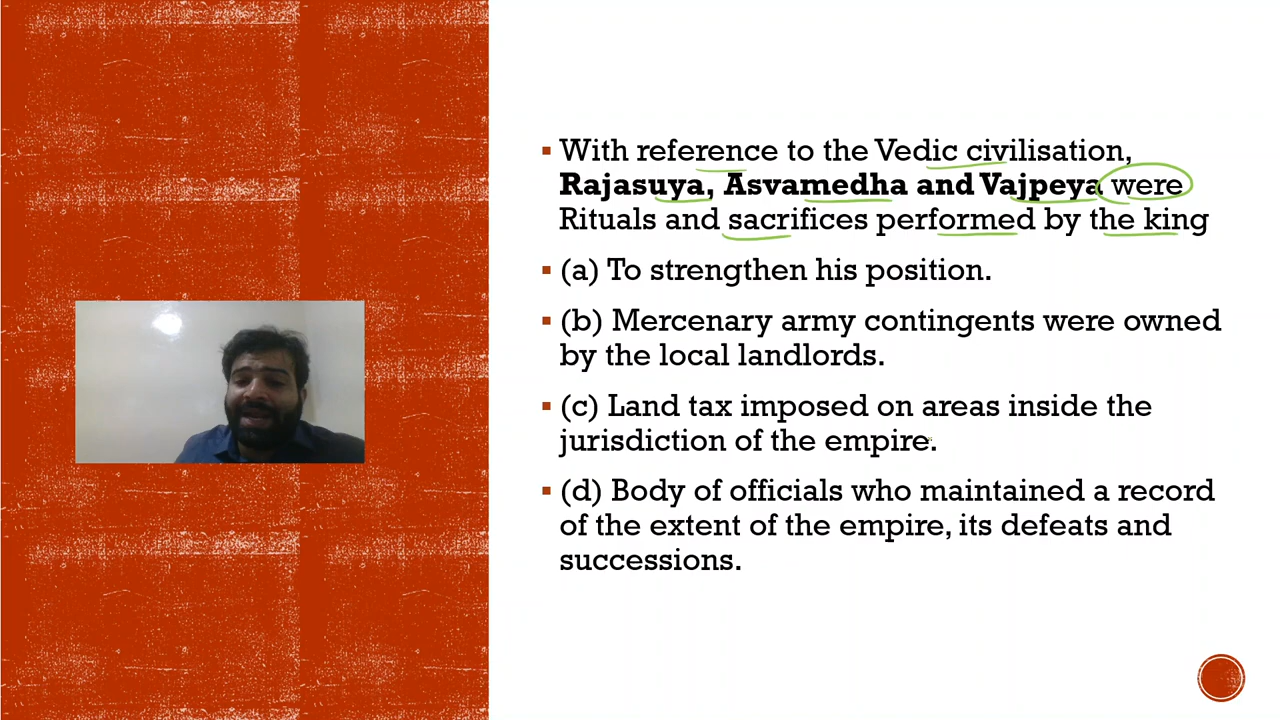 With reference to the Vedic civilisation,
Rajasuya, Asvamedha and Vajpeya were
Rituals and sacrifices performed by the king
(a) To strengthen his position.
(b) Mercenary army contingents were owned
by the local landlords.
(c) Land tax imposed on areas inside the
jurisdiction of the empire.
(d) Body of officials who maintained a record
of the extent of the empire, its defeats and
successions.